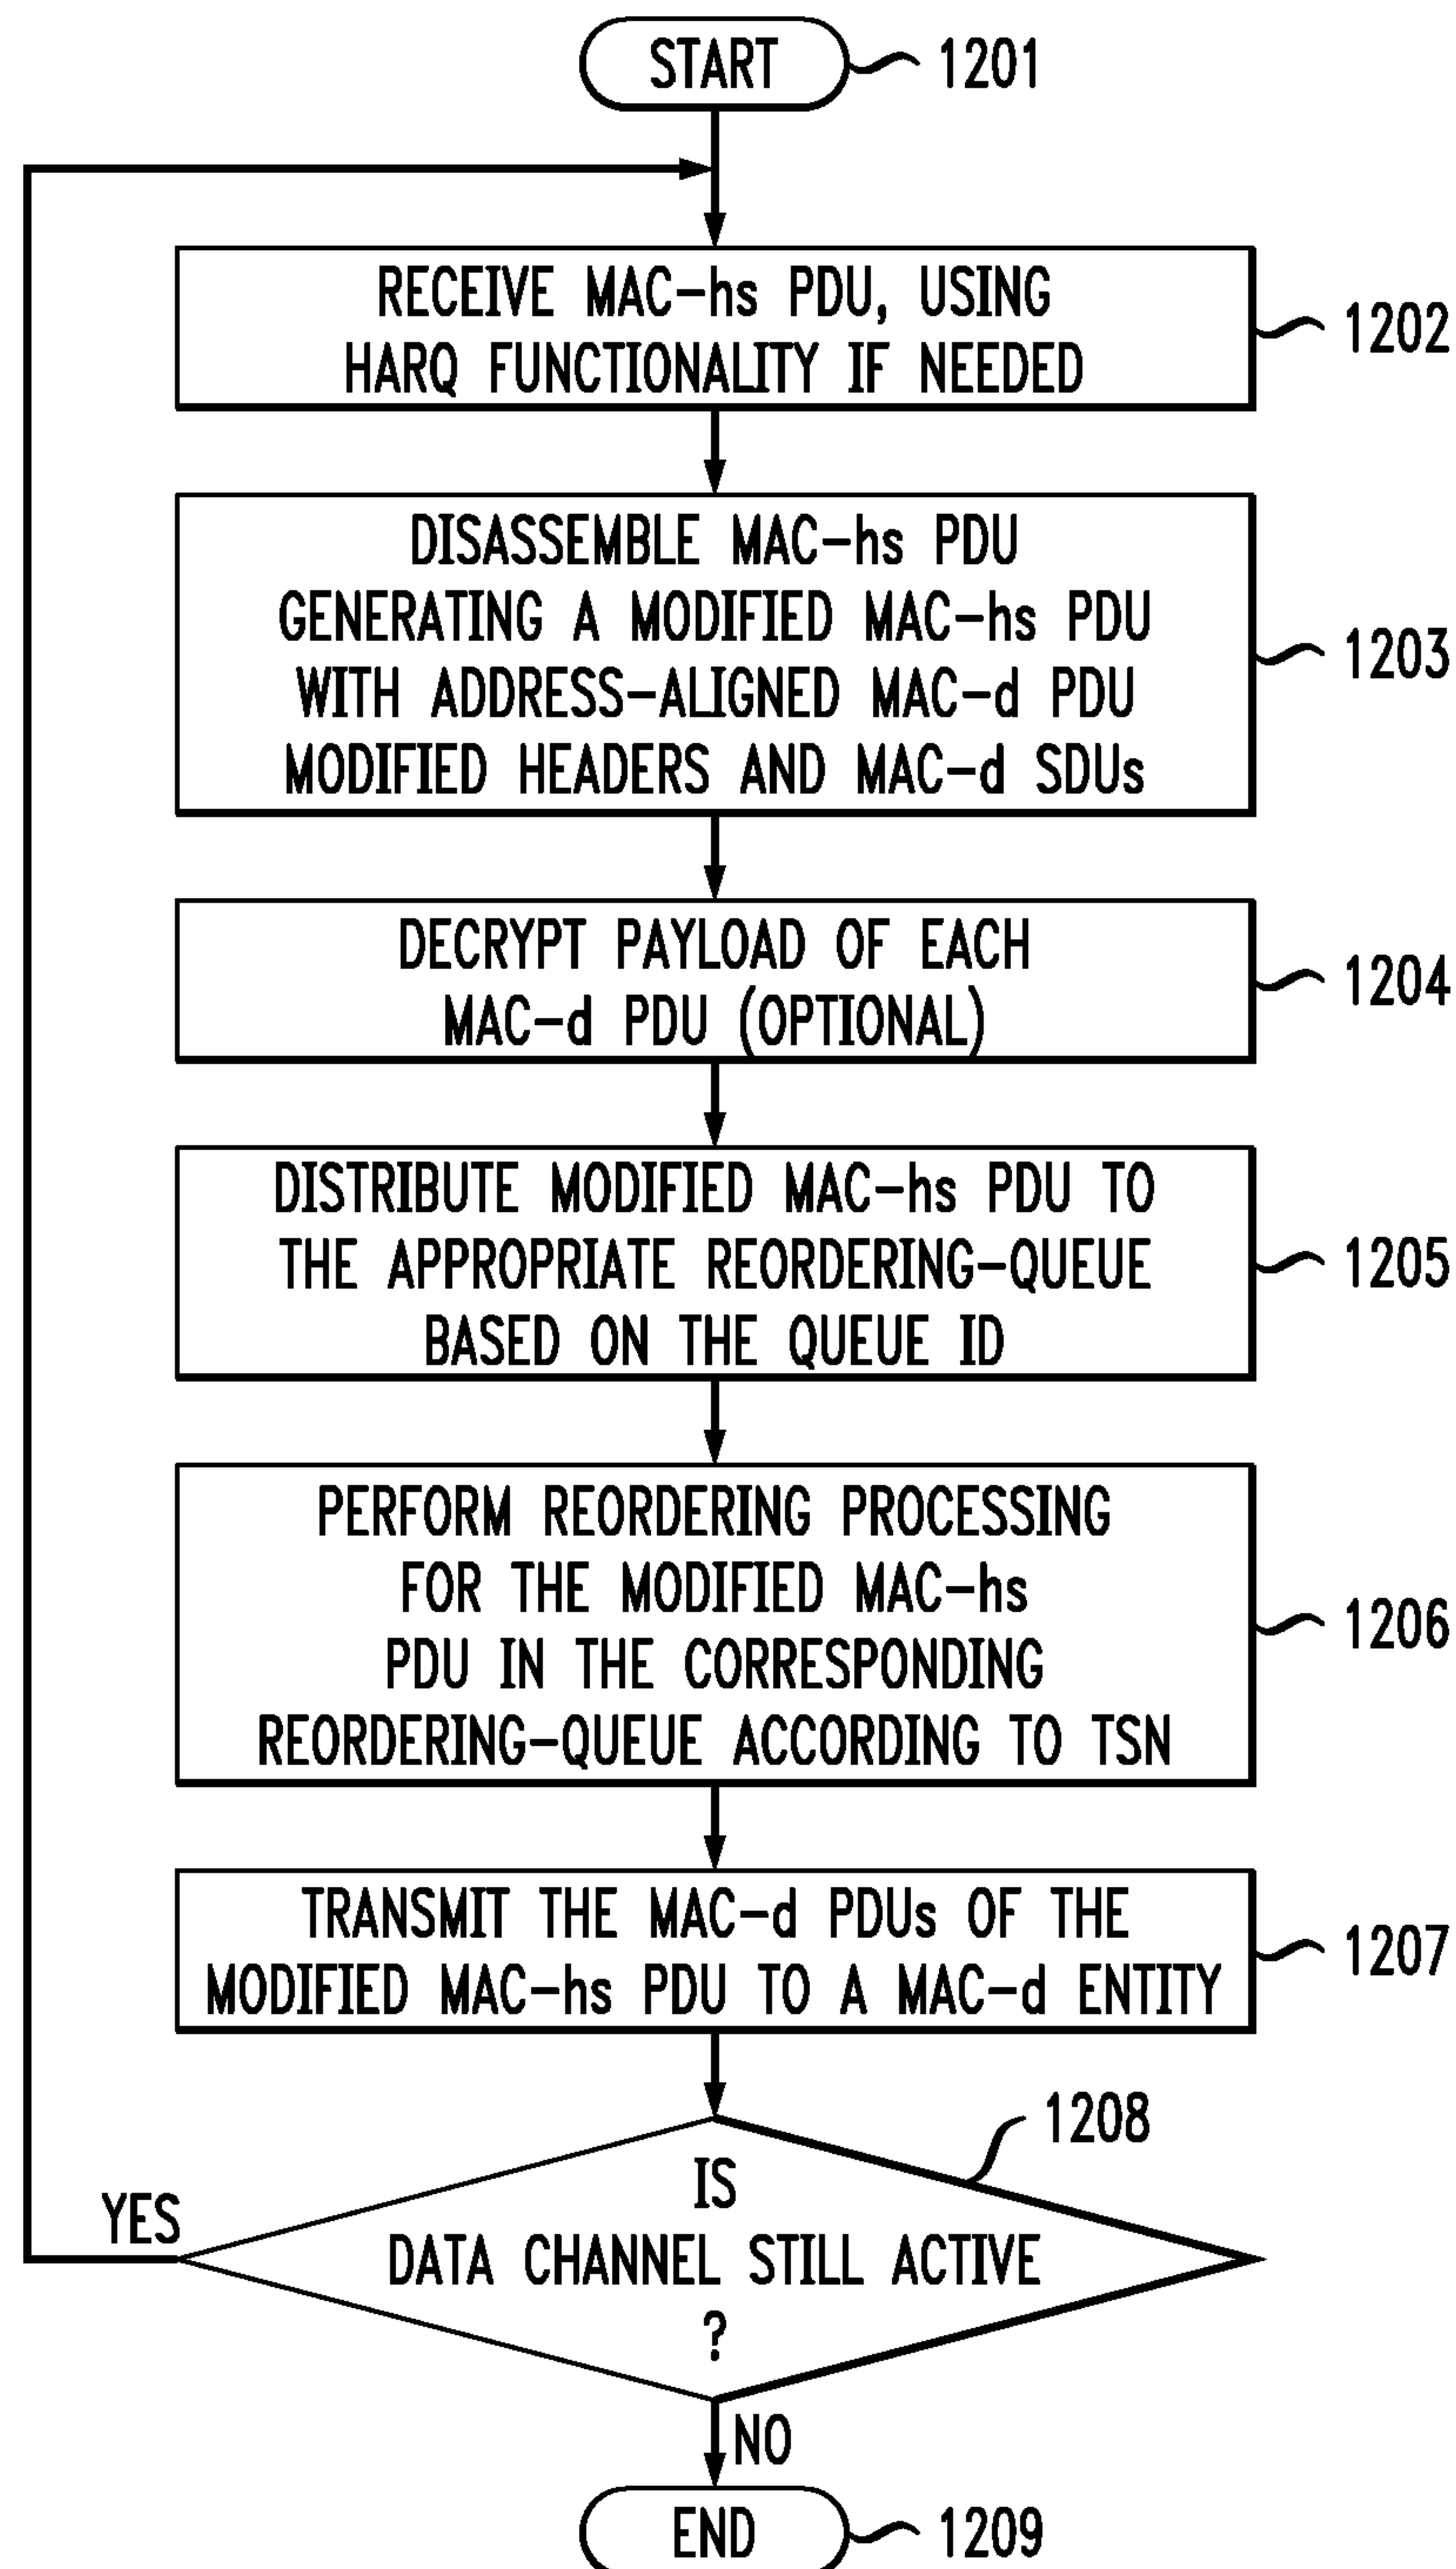 START
1201
RECEIVE MAC-hs PDU, USING
HARQ FUNCTIONALITY IF NEEDED
1202
DISASSEMBLE MAC-hs PDU
GENERATING A MODIFIED MAC-hs PDU
WITH ADDRESS-ALIGNED MAC-d PDU
MODIFIED HEADERS AND MAC-d SDUs
1203
DECRYPT PAYLOAD OF EACH
MAC-d PDU (OPTIONAL)
1204
DISTRIBUTE MODIFIED MAC-hs PDU TO
THE APPROPRIATE REORDERING-QUEUE
BASED ON THE QUEUE ID
1205
PERFORM REORDERING PROCESSING
FOR THE MODIFIED MAC-hs
PDU IN THE CORRESPONDING
REORDERING-QUEUE ACCORDING TO TSN
1206
TRANSMIT THE MAC-d PDUs OF THE
MODIFIED MAC-hs PDU TO A MAC-d ENTITY
1207
1208
IS
DATA CHANNEL STILL ACTIVE
?
YES
NO
END
1209